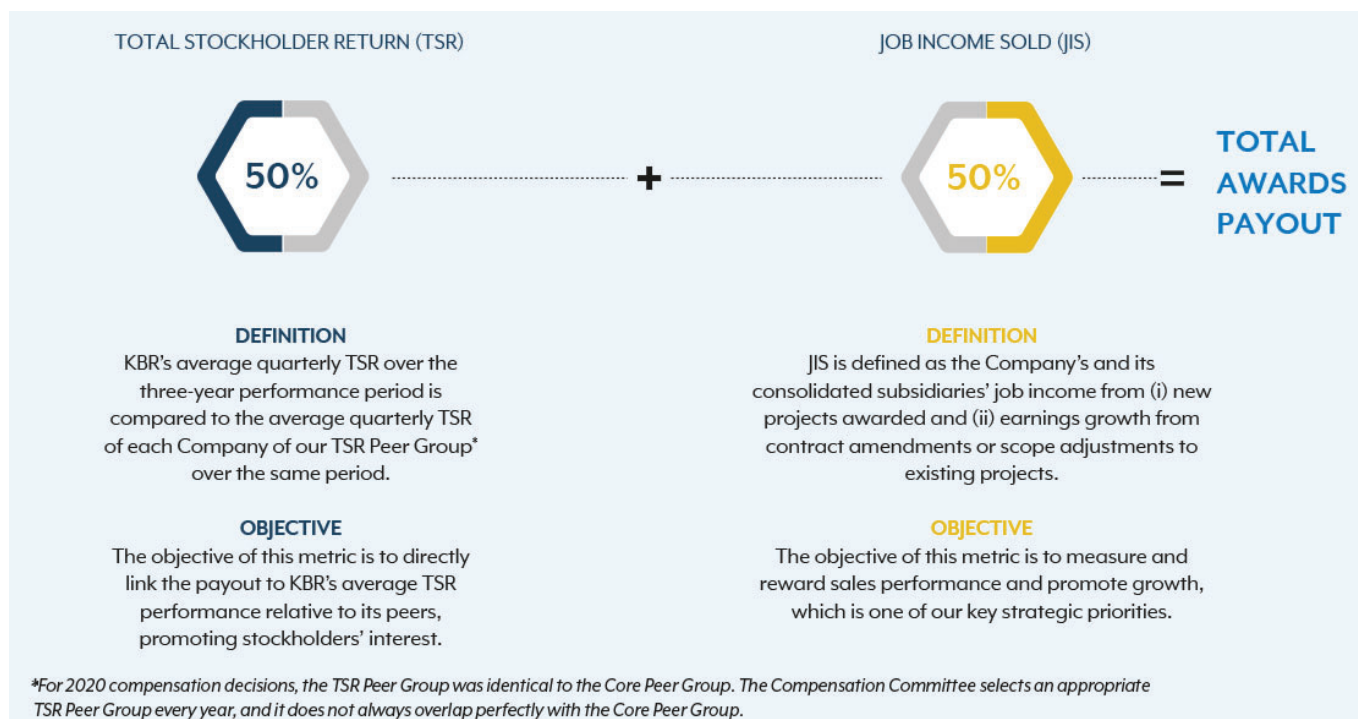 TOTAL STOCKHOLDER RETURN (TSR)
JOB INCOME SOLD (JIS)
50%
+
50%
=
TOTAL
AWARDS
PAYOUT
DEFINITION
KBR’s average quarterly TSR over the
three-year performance period is
compared to the average quarterly TSR
of each Company of our TSR Peer Group*
over the same period.
OBJECTIVE
The objective of this metric is to directly
link the payout to KBR’s average TSR
performance relative to its peers,
promoting stockholders’ interest.
DEFINITION
JIS is defined as the Company’s and its
consolidated subsidiaries’ job income from (i) new
projects awarded and (ii) earnings growth from
contract amendments or scope adjustments to
existing projects.
OBJECTIVE
The objective of this metric is to measure and
reward sales performance and promote growth,
which is one of our key strategic priorities.
*For 2020 compensation decisions, the TSR Peer Group was identical to the Core Peer Group. The Compensation Committee selects an appropriate
TSR Peer Group every year, and it does not always overlap perfectly with the Core Peer Group.